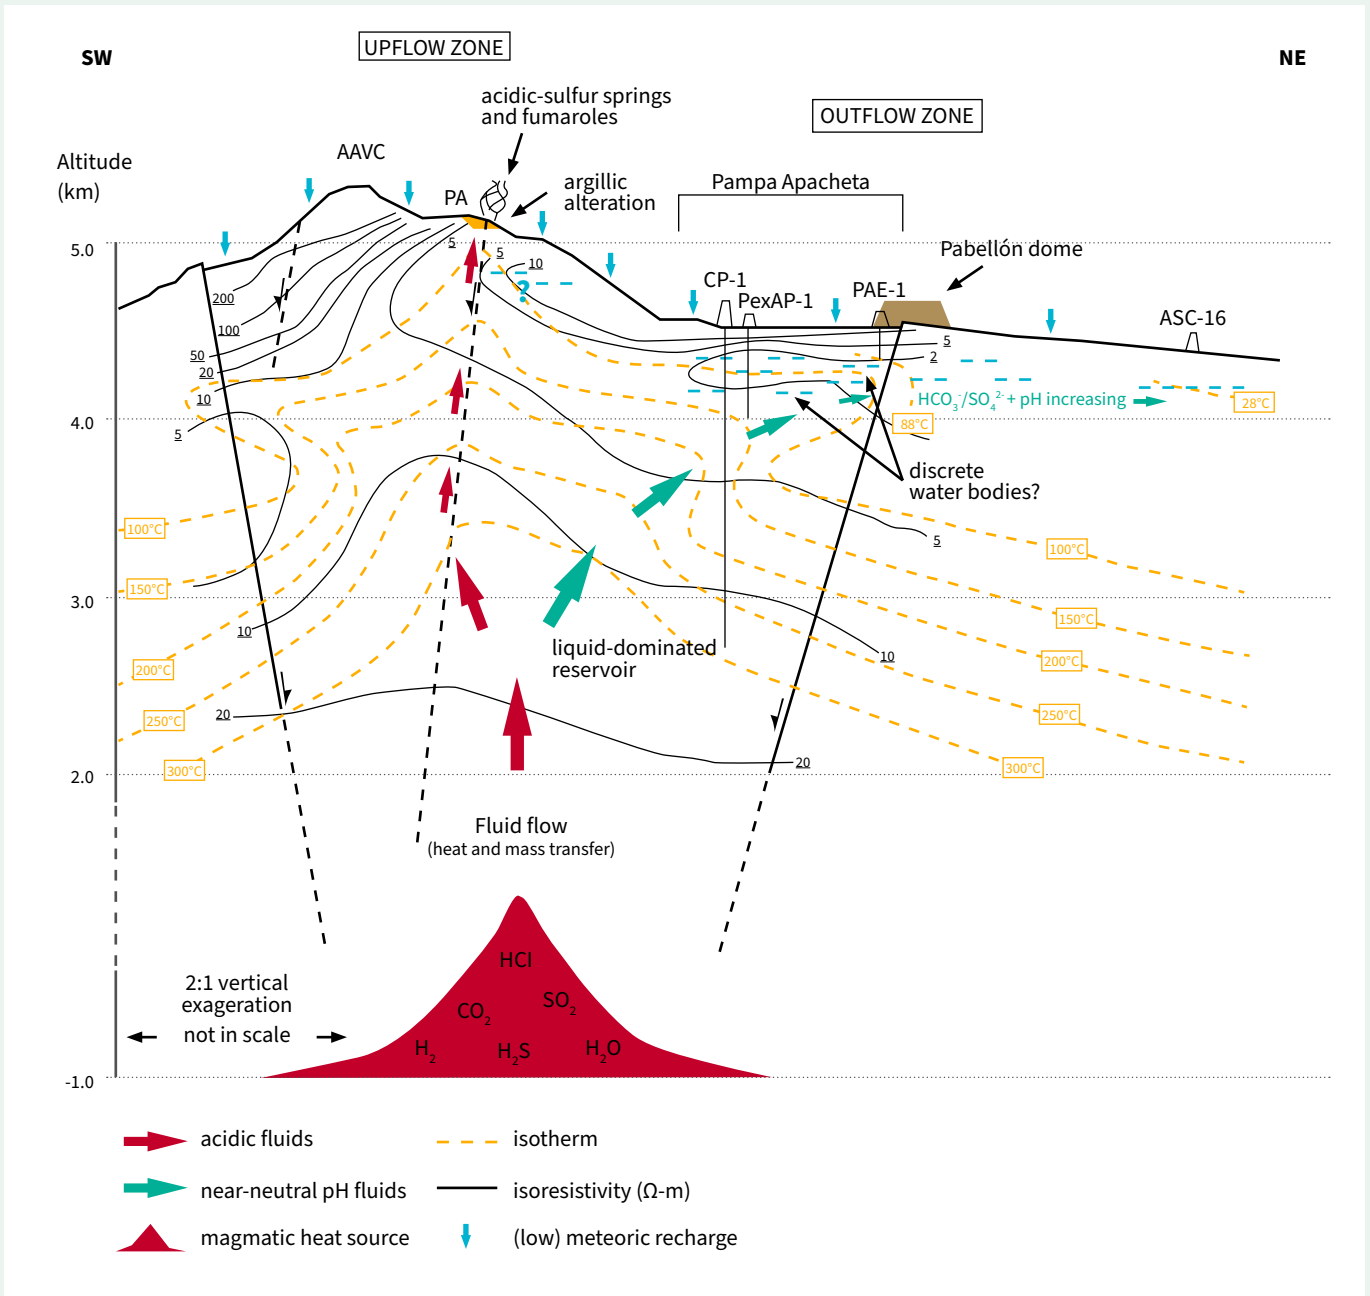 SW
UPFLOW ZONE
NE
acidic-sulfur springs
and fumaroles
OUTFLOW ZONE
Altitude
(km)
AAVC
PA
argillic
alteration
Pampa Apacheta
5.0
5
5
10
Pabellón dome
CP-1
PexAP-1
PAE-1
ASC-16
?
200
100
50
20
10
5
5
2
HCO3-/SO42- + pH increasing
28°C
4.0
88°C
discrete
water bodies?
100°C
5
100°C
150°C
3.0
10
150°C
liquid-dominated
reservoir
10
200°C
200°C
250°C
20
250°C
300°C
20
300°C
2.0
Fluid flow
(heat and mass transfer)
HCl
2:1 vertical
exageration
not in scale
CO2
SO2
H2
H2S
H2O
-1.0
acidic fluids
isotherm
near-neutral pH fluids
isoresistivity (Ω-m)
magmatic heat source
(low) meteoric recharge